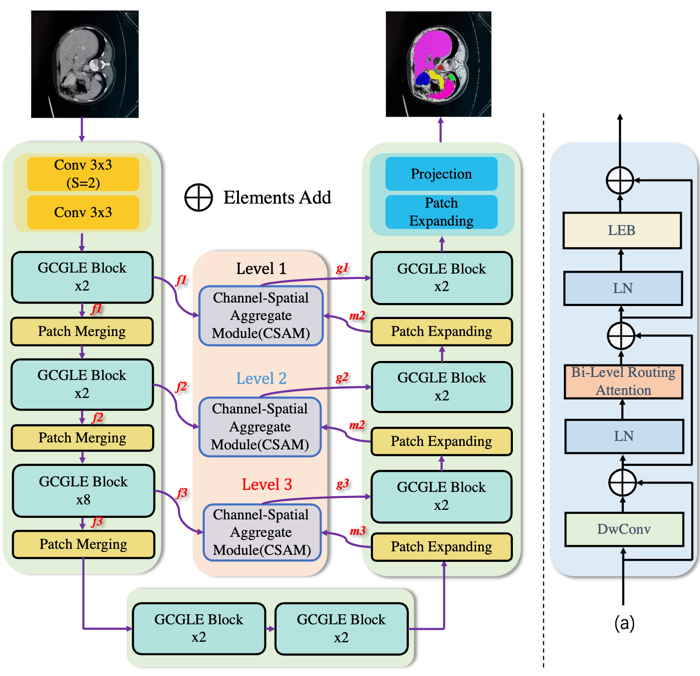 Conv 3x3
(S=2)
Conv 3x3
GCGLE Block
x2
f1
f1
Patch Merging
GCGLE Block
x2
f2
f2
Patch Merging
GCGLE Block
x8
f3
f3
Patch Merging
GCGLE Block
x2
GCGLE Block
x2
Elements Add
Level 1
Channel-Spatial
Aggregate
Module(CSAM)
g1
m2
Level 2
Channel-Spatial
Aggregate
Module(CSAM)
g2
m2
Level 3
Channel-Spatial
Aggregate
Module(CSAM)
g3
m3
Projection
Patch
Expanding
GCGLE Block
x2
Patch Expanding
GCGLE Block
x2
Patch Expanding
GCGLE Block
x2
Patch Expanding
LEB
LN
Bi-Level Routing
Attention
LN
DwConv
(a)